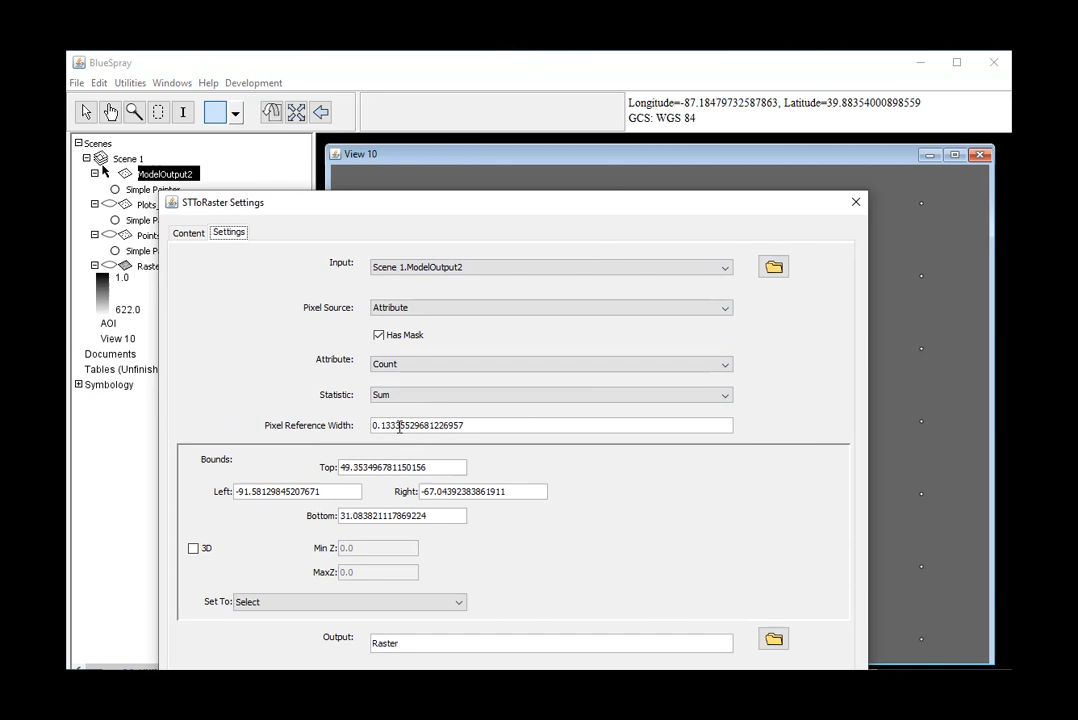 BlueSpray
File Edit Utilities Windows Help Development
Longitude=-87.18479732587863, Latitude=39.88354000898559
GCS: WGS 84
Scenes
Scene 1
ModelOutput2
Simple Painter
Plots_
Simple P
Points
Simple P
Raste
1.0
622.0
AOI
View 10
Documents
Tables (Unfinish
Symbology
View 10
STToRaster Settings
Content Settings
Input: Scene 1.ModelOutput2
Pixel Source: Attribute
Has Mask
Attribute: Count
Statistic: Sum
Pixel Reference Width: 0.13335529681226957
Bounds:
Top: 49.353496781150156
Left: -91.58129845207671 Right: -67.04392383861911
Bottom: 31.083821117869224
3D Min Z: 0.0
MaxZ: 0.0
Set To: Select
Output: Raster